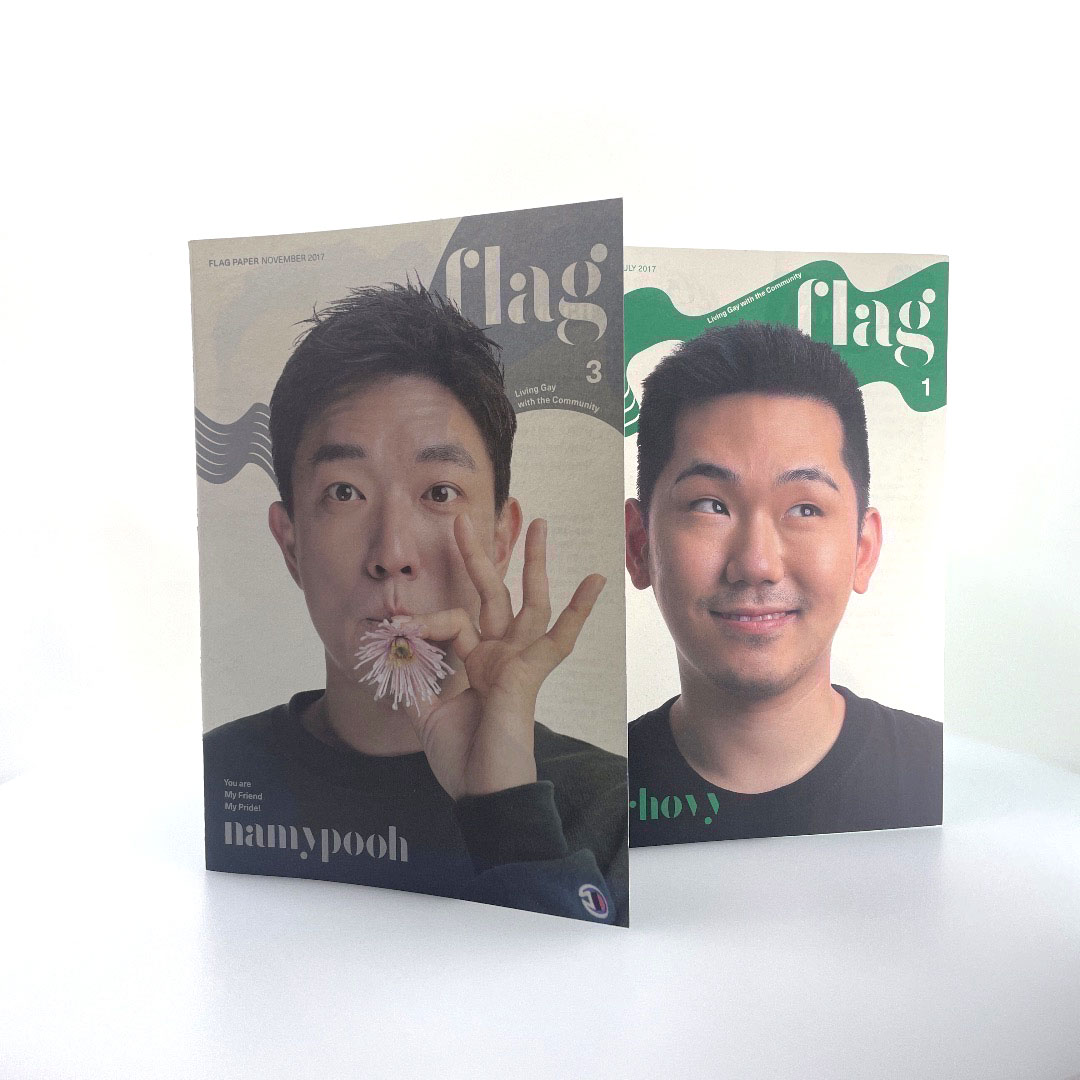 FLAG PAPER NOVEMBER 2017
flag
3
Living Gay
with the Community
You are
My Friend
My Pride!
namypooh
JULY 2017
Living Gay with the Community
flag
1